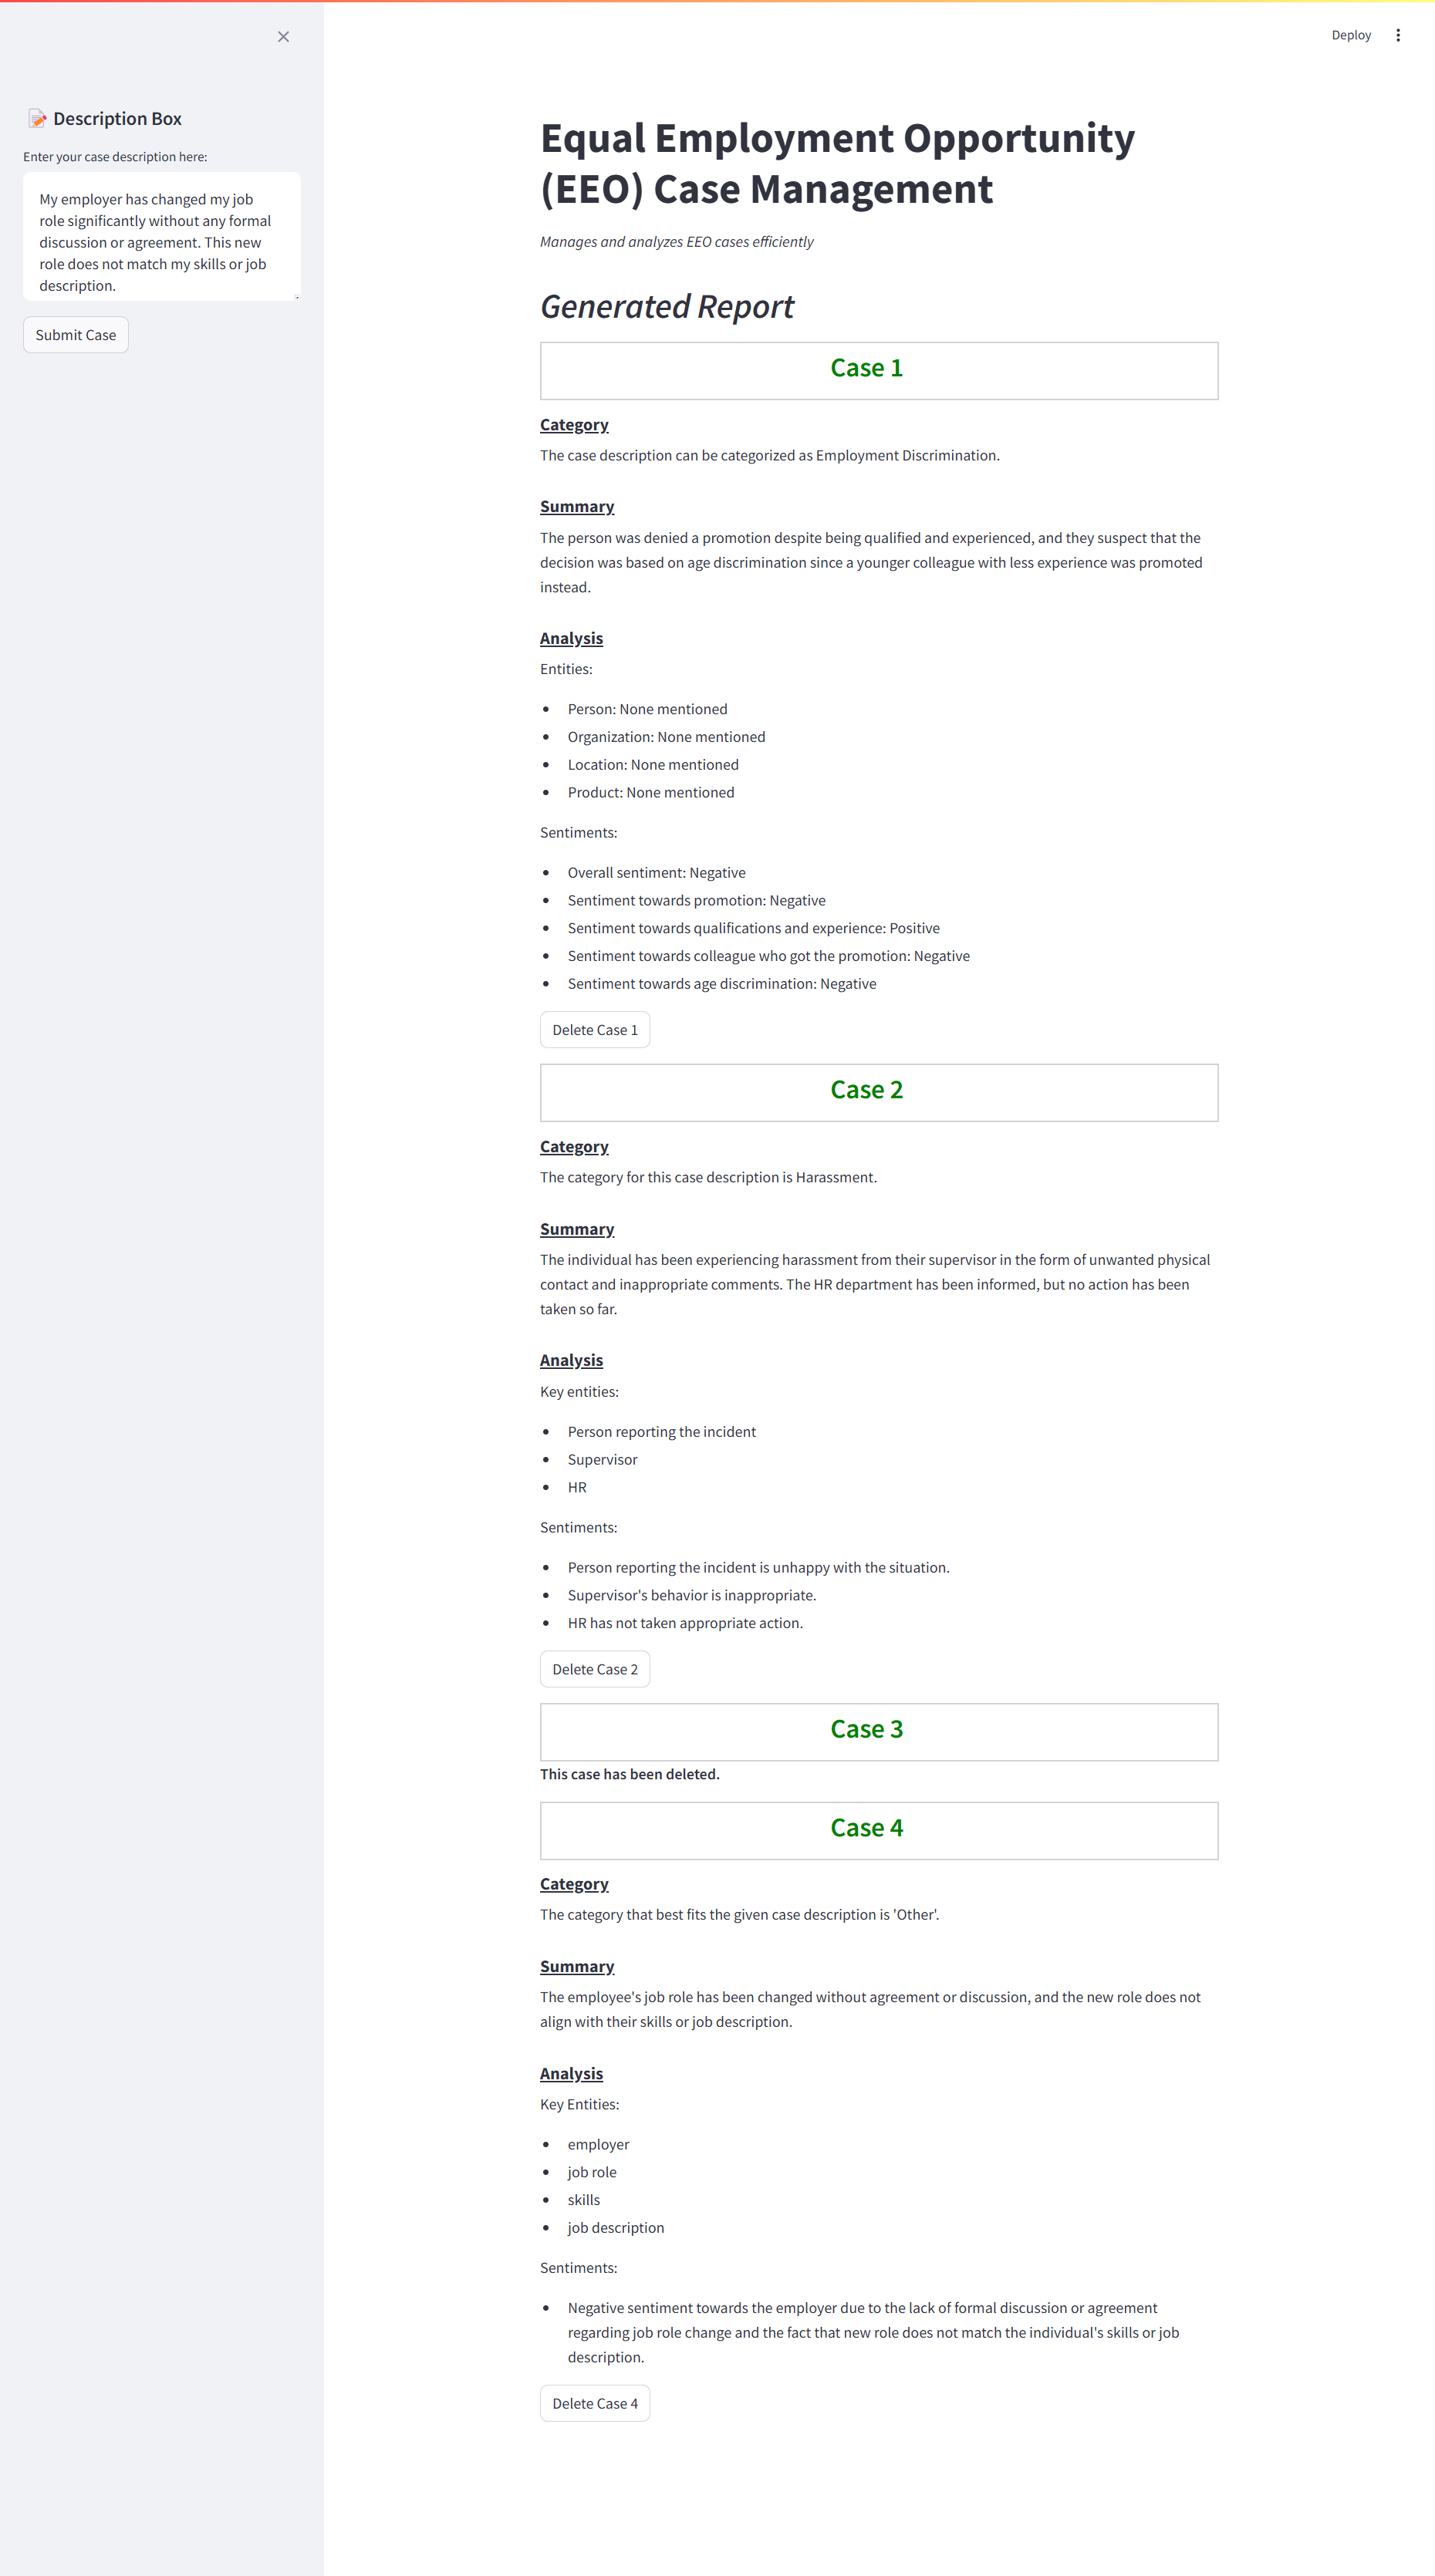 Deploy
Description Box
Enter your case description here:
My employer has changed my job
role significantly without any formal
discussion or agreement. This new
role does not match my skills or job
description.
Submit Case
Equal Employment Opportunity
(EEO) Case Management
Manages and analyzes EEO cases efficiently
Generated Report
Case 1
Category
The case description can be categorized as Employment Discrimination.
Summary
The person was denied a promotion despite being qualified and experienced, and they suspect that the
decision was based on age discrimination since a younger colleague with less experience was promoted
instead.
Analysis
Entities:
• Person: None mentioned
• Organization: None mentioned
• Location: None mentioned
• Product: None mentioned
Sentiments:
• Overall sentiment: Negative
• Sentiment towards promotion: Negative
• Sentiment towards qualifications and experience: Positive
• Sentiment towards colleague who got the promotion: Negative
• Sentiment towards age discrimination: Negative
Delete Case 1
Case 2
Category
The category for this case description is Harassment.
Summary
The individual has been experiencing harassment from their supervisor in the form of unwanted physical
contact and inappropriate comments. The HR department has been informed, but no action has been
taken so far.
Analysis
Key entities:
• Person reporting the incident
• Supervisor
• HR
Sentiments:
• Person reporting the incident is unhappy with the situation.
• Supervisor's behavior is inappropriate.
• HR has not taken appropriate action.
Delete Case 2
Case 3
This case has been deleted.
Case 4
Category
The category that best fits the given case description is 'Other'.
Summary
The employee's job role has been changed without agreement or discussion, and the new role does not
align with their skills or job description.
Analysis
Key Entities:
• employer
• job role
• skills
• job description
Sentiments:
• Negative sentiment towards the employer due to the lack of formal discussion or agreement
regarding job role change and the fact that new role does not match the individual's skills or job
description.
Delete Case 4